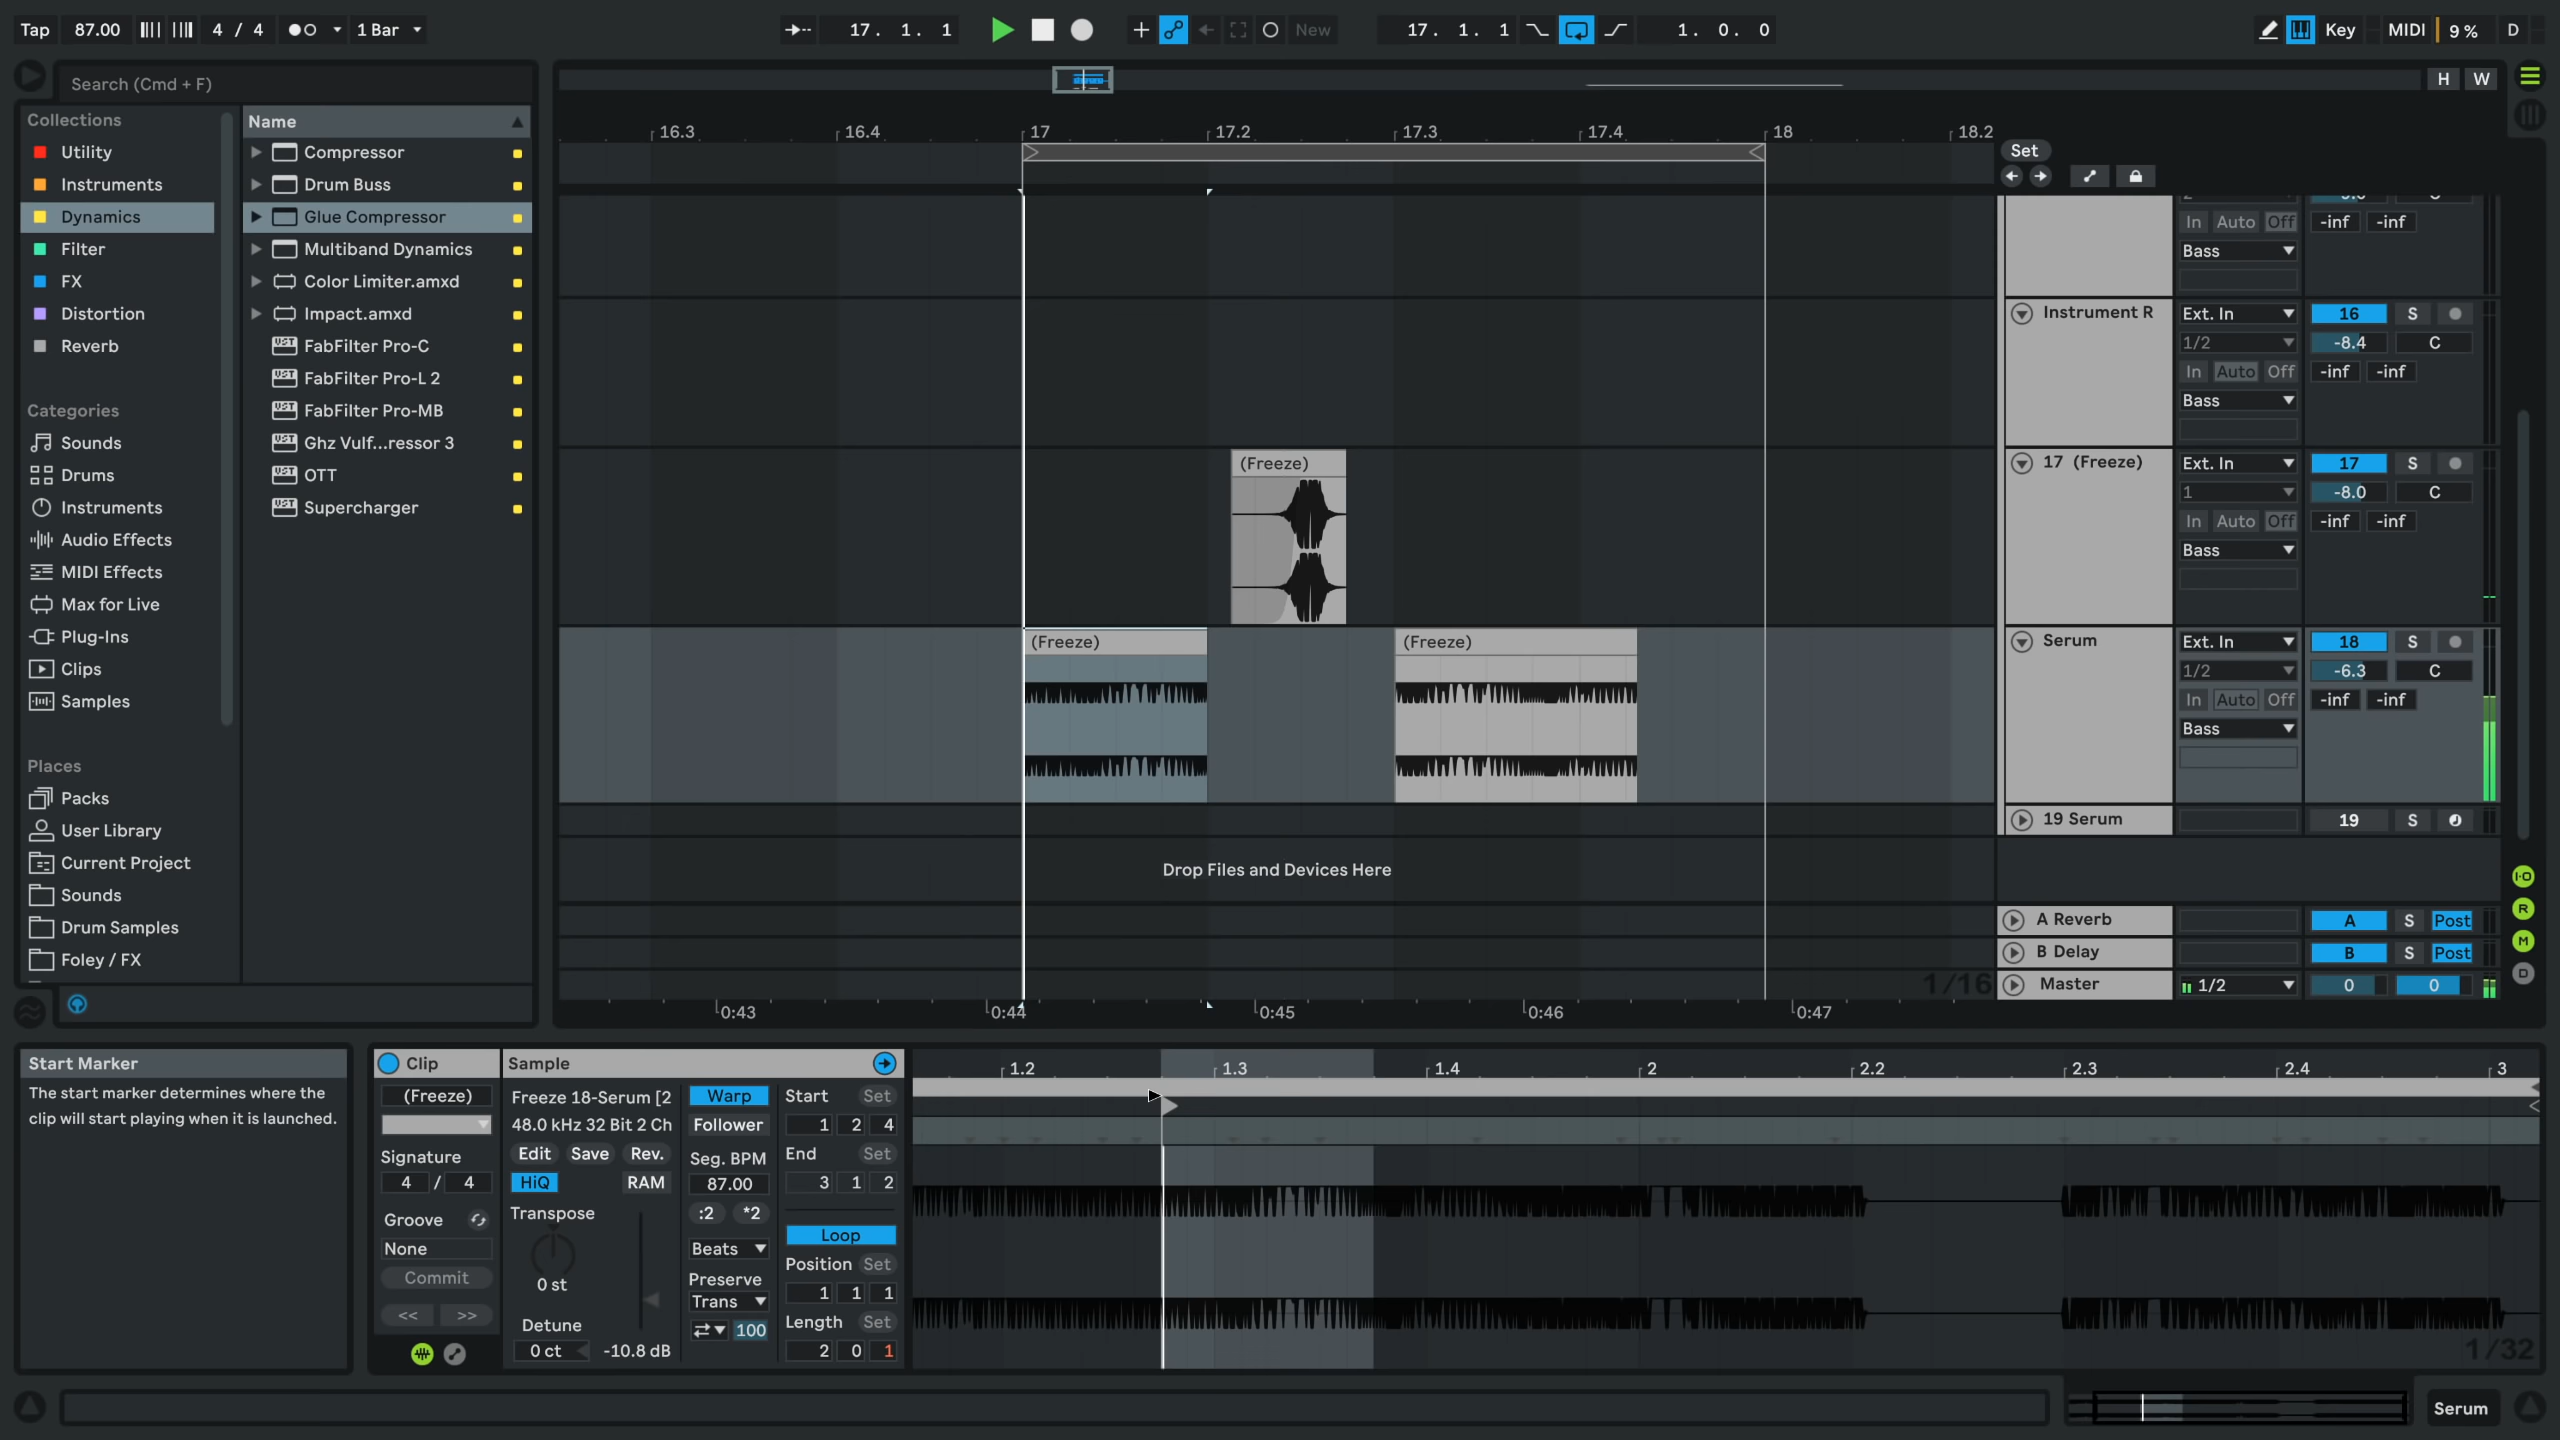 Tap 87.00 4 / 4 1 Bar 17. 1. 1 New 17. 1. 1 1. 0. 0 Key MIDI 9 % D
Search (Cmd + F)
H W
Collections
Utility
Instruments
Dynamics
Filter
FX
Distortion
Reverb
Categories
Sounds
Drums
Instruments
Audio Effects
MIDI Effects
Max for Live
Plug-Ins
Clips
Samples
Places
Packs
User Library
Current Project
Sounds
Drum Samples
Foley / FX
Name
Compressor
Drum Buss
Glue Compressor
Multiband Dynamics
Color Limiter.amxd
Impact.amxd
FabFilter Pro-C
FabFilter Pro-L 2
FabFilter Pro-MB
Ghz Vulf...ressor 3
OTT
Supercharger
16.3 16.4 17 17.2 17.3 17.4 18 18.2
Set
In Auto Off -inf -inf
Bass
Instrument R Ext. In 16 S
1/2 -8.4 C
In Auto Off -inf -inf
Bass
(Freeze)
17 (Freeze) Ext. In 17 S
1 -8.0 C
In Auto Off -inf -inf
Bass
(Freeze) (Freeze)
Serum Ext. In 18 S
1/2 -6.3 C
In Auto Off -inf -inf
Bass
19 Serum 19 S
Drop Files and Devices Here
I·O
R
M
D
A Reverb A S Post
B Delay B S Post
1/16
Master 1/2 0 0
0:43 0:44 0:45 0:46 0:47
Start Marker
The start marker determines where the
clip will start playing when it is launched.
Clip
(Freeze)
Signature
4 / 4
Groove
None
Commit
<< >>
Sample
Freeze 18-Serum [2
48.0 kHz 32 Bit 2 Ch
Edit Save Rev.
HiQ RAM
Transpose
0 st
Detune
0 ct -10.8 dB
Warp
Follower
Seg. BPM
87.00
:2 *2
Beats
Preserve
Trans
100
Start Set
1 2 4
End Set
3 1 2
Loop
Position Set
1 1 1
Length Set
2 0 1
1.2 1.3 1.4 2 2.2 2.3 2.4 3
1/32
Serum